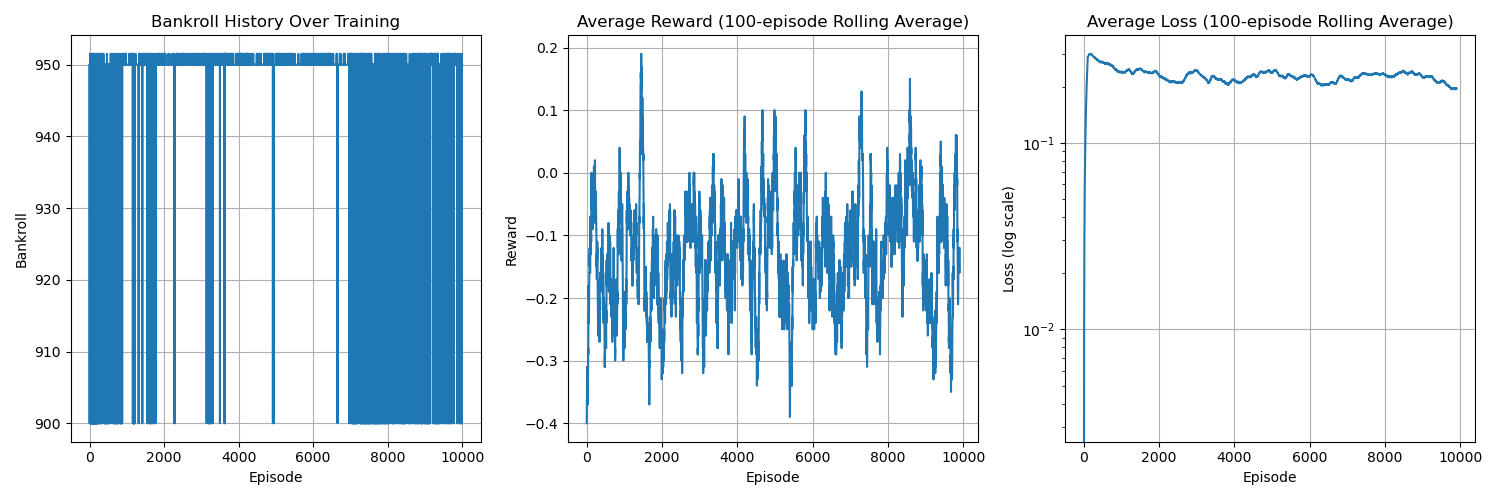 Bankroll History Over Training
Bankroll
950
940
930
920
910
900
0 2000 4000 6000 8000 10000
Episode
Average Reward (100-episode Rolling Average)
Reward
0.2
0.1
0.0
−0.1
−0.2
−0.3
−0.4
0 2000 4000 6000 8000 10000
Episode
Average Loss (100-episode Rolling Average)
Loss (log scale)
10⁻¹
10⁻²
0 2000 4000 6000 8000 10000
Episode